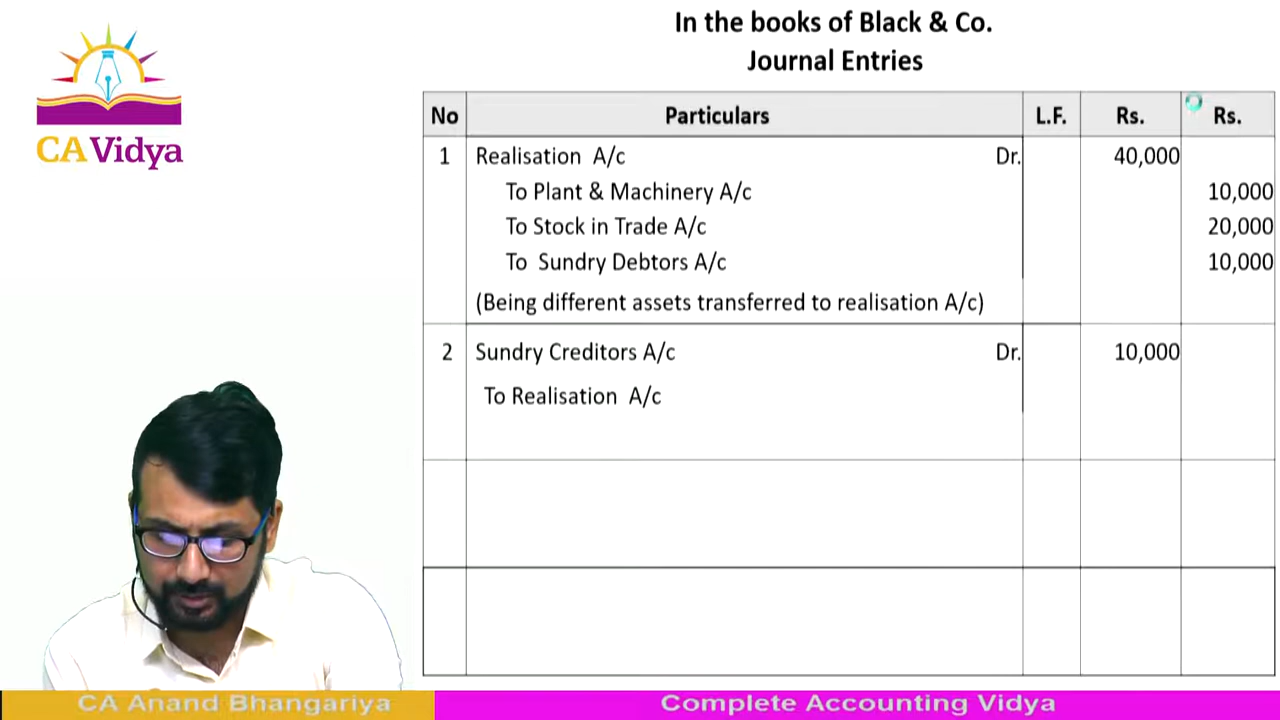 In the books of Black & Co.
Journal Entries
CA Vidya
No Particulars L.F. Rs. Rs.
1 Realisation A/c Dr. 40,000
To Plant & Machinery A/c 10,000
To Stock in Trade A/c 20,000
To Sundry Debtors A/c 10,000
(Being different assets transferred to realisation A/c)
2 Sundry Creditors A/c Dr. 10,000
To Realisation A/c
CA Anand Bhangariya Complete Accounting Vidya